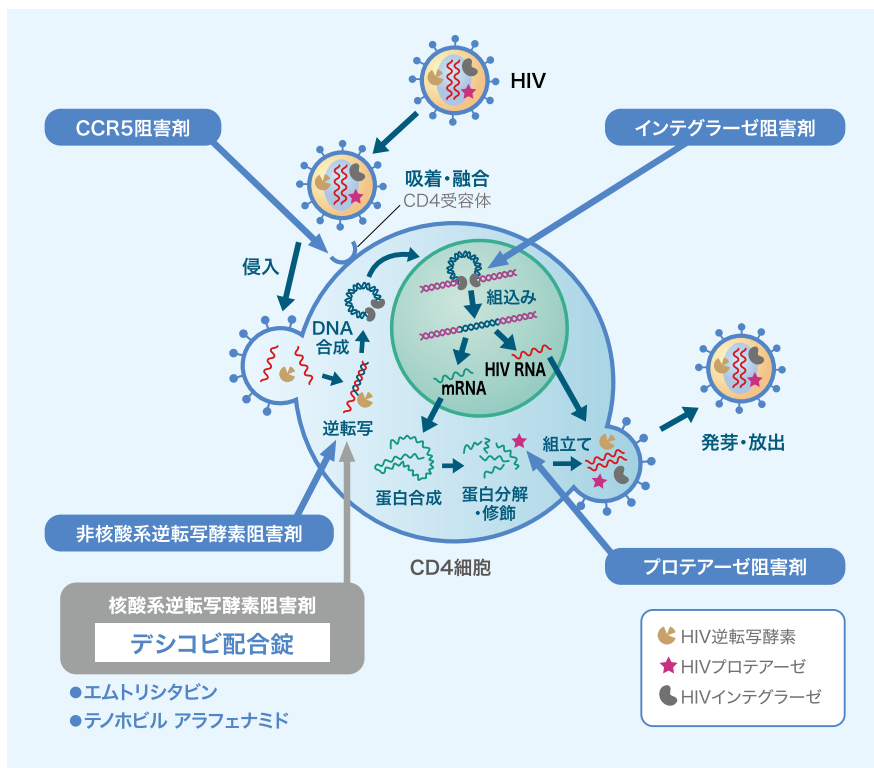 HIV
CCR5阻害剤
インテグラーゼ阻害剤
吸着・融合
CD4受容体
侵入
組込み
DNA
合成
HIV RNA
mRNA
逆転写
組立て
発芽・放出
蛋白合成
蛋白分解
・修飾
非核酸系逆転写酵素阻害剤
CD4細胞
プロテアーゼ阻害剤
核酸系逆転写酵素阻害剤
デシコビ配合錠
●エムトリシタビン
●テノホビル アラフェナミド
HIV逆転写酵素
HIVプロテアーゼ
HIVインテグラーゼ